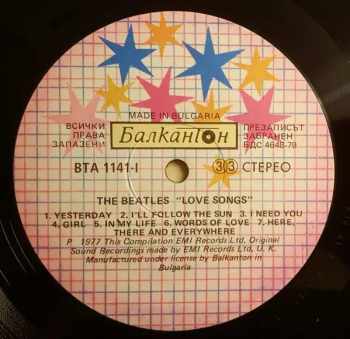 MADE IN BULGARIA
ВСИЧКИ ПРАВА ЗАПАЗЕНИ
Балкантон
ПРЕЗАПИСЪТ ЗАБРАНЕН БДС 4643-79
ВТА 1141-I
33 СТЕРЕО
THE BEATLES "LOVE SONGS"
1. YESTERDAY 2. I'LL FOLLOW THE SUN 3. I NEED YOU
4. GIRL 5. IN MY LIFE 6. WORDS OF LOVE 7. HERE,
THERE AND EVERYWHERE
P 1977 This Compilation EMI Records Ltd, Original
Sound Recordings made by EMI Records Ltd, U. K.
Manufactured under license by Balkanton in
Bulgaria